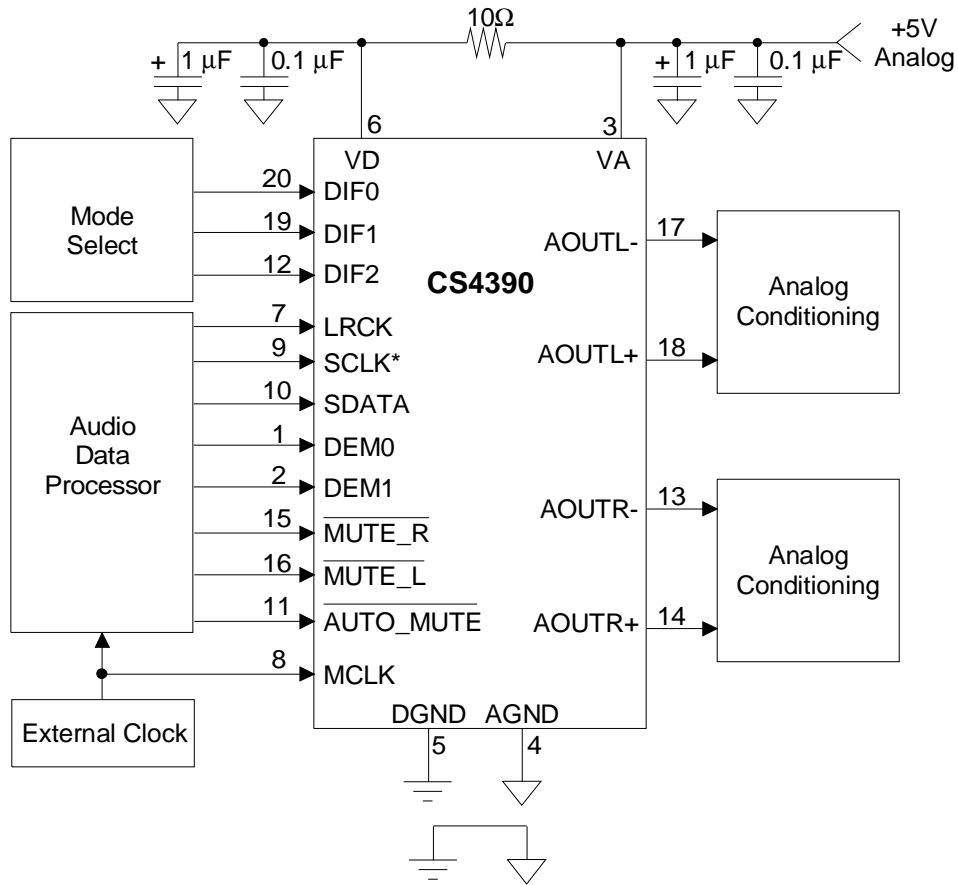 10Ω
+5V
Analog
+ 1 µF
0.1 µF
+ 1 µF
0.1 µF
6
3
VD
VA
Mode
Select
20
DIF0
19
DIF1
12
DIF2
CS4390
7
LRCK
9
SCLK*
10
SDATA
1
DEM0
2
DEM1
15
MUTE_R
16
MUTE_L
11
AUTO_MUTE
8
MCLK
Audio
Data
Processor
External Clock
AOUTL-
17
AOUTL+
18
Analog
Conditioning
AOUTR-
13
AOUTR+
14
Analog
Conditioning
DGND
AGND
5
4